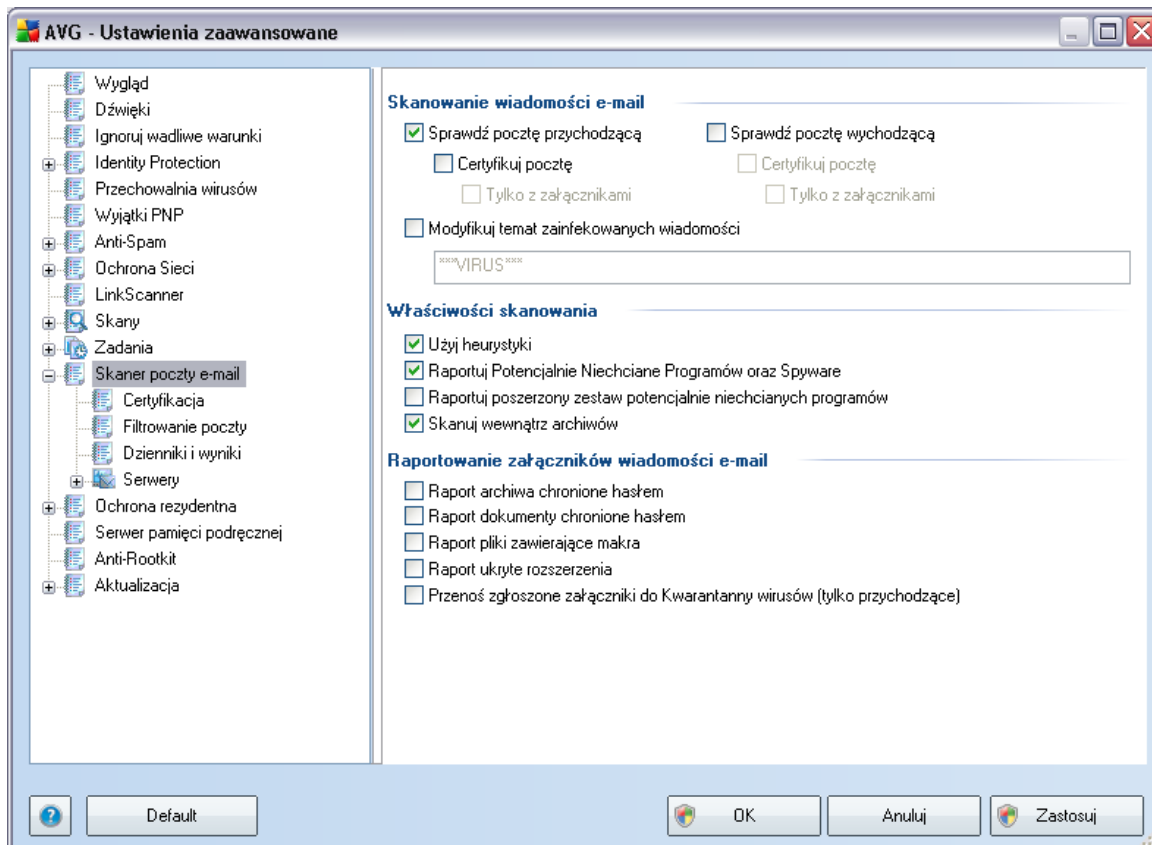 AVG - Ustawienia zaawansowane
Wygląd
Dźwięki
Ignoruj wadliwe warunki
Identity Protection
Przechowalnia wirusów
Wyjątki PNP
Anti-Spam
Ochrona Sieci
LinkScanner
Skany
Zadania
Skaner poczty e-mail
Certyfikacja
Filtrowanie poczty
Dzienniki i wyniki
Serwery
Ochrona rezydentna
Serwer pamięci podręcznej
Anti-Rootkit
Aktualizacja
Skanowanie wiadomości e-mail
Sprawdź pocztę przychodzącą Sprawdź pocztę wychodzącą
Certyfikuj pocztę Certyfikuj pocztę
Tylko z załącznikami Tylko z załącznikami
Modyfikuj temat zainfekowanych wiadomości
***VIRUS***
Właściwości skanowania
Użyj heurystyki
Raportuj Potencjalnie Niechciane Programów oraz Spyware
Raportuj poszerzony zestaw potencjalnie niechcianych programów
Skanuj wewnątrz archiwów
Raportowanie załączników wiadomości e-mail
Raport archiwa chronione hasłem
Raport dokumenty chronione hasłem
Raport pliki zawierające makra
Raport ukryte rozszerzenia
Przenoś zgłoszone załączniki do Kwarantanny wirusów (tylko przychodzące)
? Default OK Anuluj Zastosuj